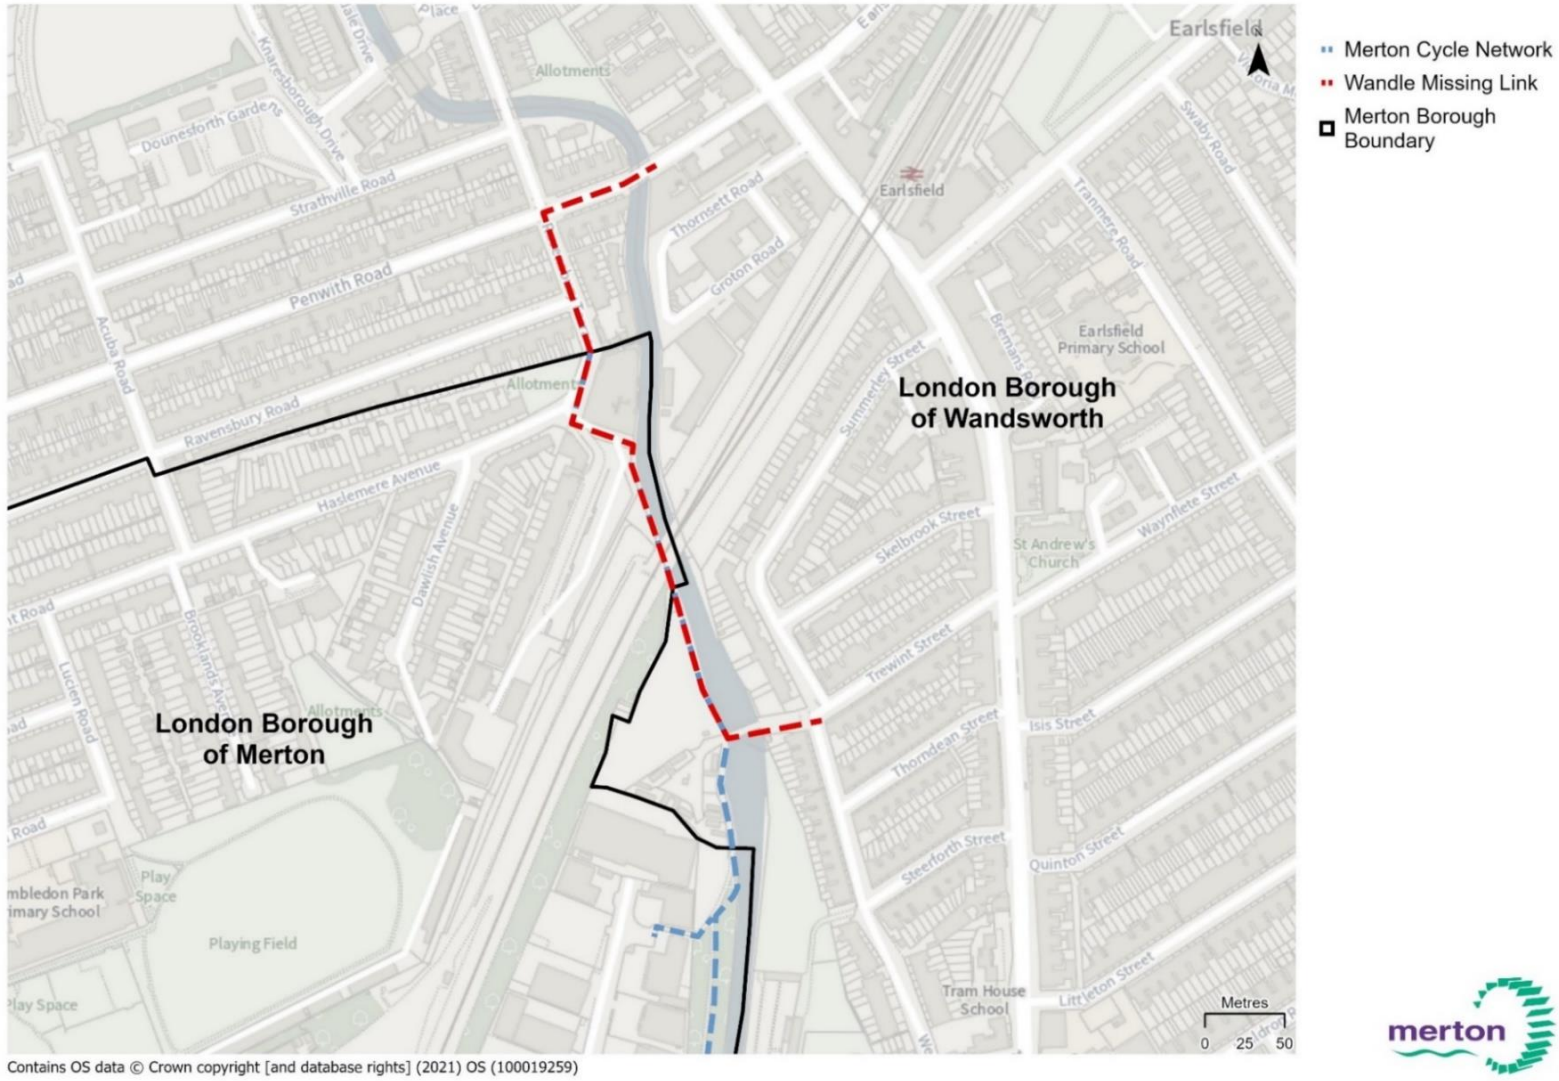 Place
Earlsfield
N
Merton Cycle Network
Wandle Missing Link
Merton Borough
Boundary
Allotments
Knaresborough Drive
Dounesforth Gardens
Swaby Road
Strathville Road
Thornsett Road
Earlsfield
Tranmere Road
Groton Road
Penwith Road
Acuba Road
Earlsfield
Primary School
Summerley Street
London Borough
of Wandsworth
Allotments
Ravensbury Road
Haslemere Avenue
Dawlish Avenue
Skelbrook Street
Waynflete Street
St Andrew's
Church
Trewint Street
Lucien Road
Allotments
London Borough
of Merton
Thorndean Street
Isis Street
Steerforth Street
Quinton Street
Play
Space
mbledon Park
imary School
Playing Field
Play Space
Tram House
School
Littleton Street
Road
Metres
0 25 50
merton
Contains OS data © Crown copyright [and database rights] (2021) OS (100019259)